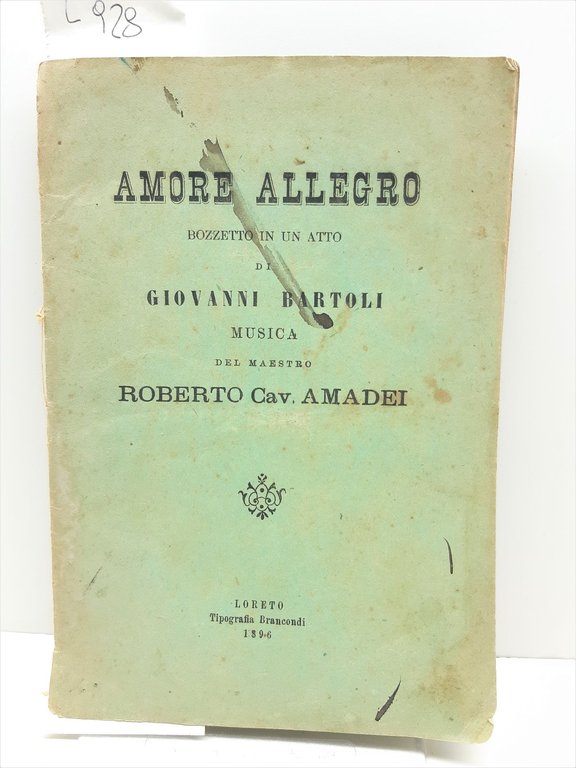 L 928
AMORE ALLEGRO
BOZZETTO IN UN ATTO
DI
GIOVANNI BARTOLI
MUSICA
DEL MAESTRO
ROBERTO Cav. AMADEI
LORETO
Tipografia Brancondi
1896